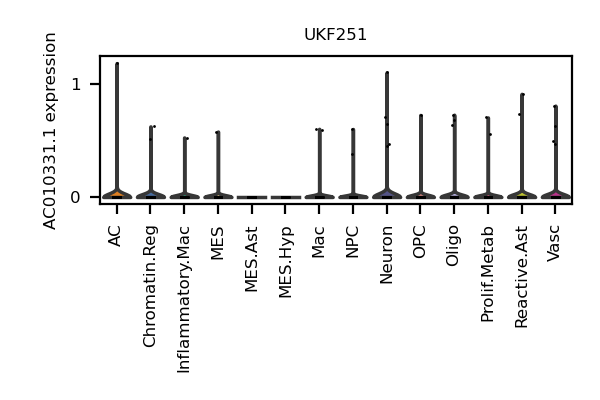 UKF251
AC010331.1 expression
1
0
AC
Chromatin.Reg
Inflammatory.Mac
MES
MES.Ast
MES.Hyp
Mac
NPC
Neuron
OPC
Oligo
Prolif.Metab
Reactive.Ast
Vasc